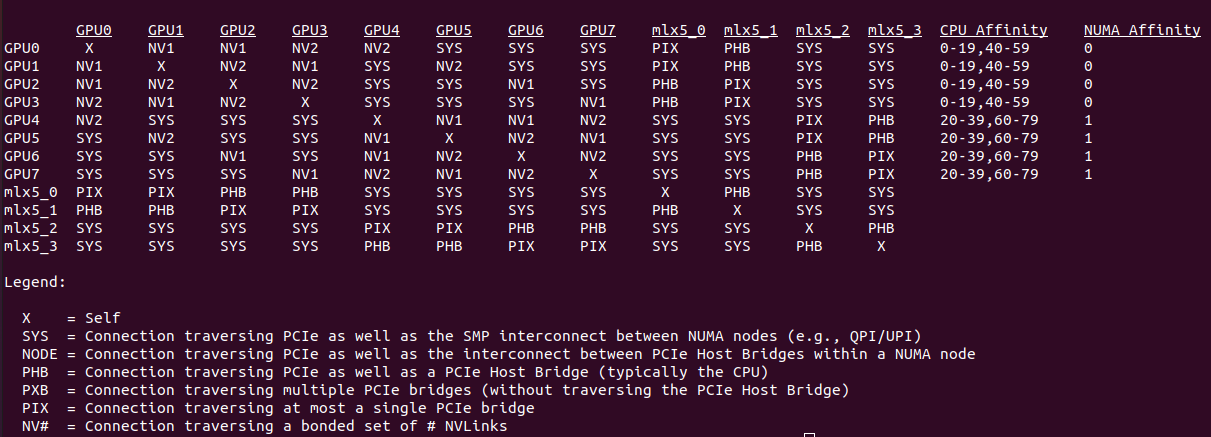 GPU0 GPU1 GPU2 GPU3 GPU4 GPU5 GPU6 GPU7 mlx5_0 mlx5_1 mlx5_2 mlx5_3 CPU Affinity NUMA Affinity
GPU0 X NV1 NV1 NV2 NV2 SYS SYS SYS PIX PHB SYS SYS 0-19,40-59 0
GPU1 NV1 X NV2 NV1 SYS NV2 SYS SYS PIX PHB SYS SYS 0-19,40-59 0
GPU2 NV1 NV2 X NV2 SYS SYS NV1 SYS PHB PIX SYS SYS 0-19,40-59 0
GPU3 NV2 NV1 NV2 X SYS SYS SYS NV1 PHB PIX SYS SYS 0-19,40-59 0
GPU4 NV2 SYS SYS SYS X NV1 NV1 NV2 SYS SYS PIX PHB 20-39,60-79 1
GPU5 SYS NV2 SYS SYS NV1 X NV2 NV1 SYS SYS PIX PHB 20-39,60-79 1
GPU6 SYS SYS NV1 SYS NV1 NV2 X NV2 SYS SYS PHB PIX 20-39,60-79 1
GPU7 SYS SYS SYS NV1 NV2 NV1 NV2 X SYS SYS PHB PIX 20-39,60-79 1
mlx5_0 PIX PIX PHB PHB SYS SYS SYS SYS X PHB SYS SYS
mlx5_1 PHB PHB PIX PIX SYS SYS SYS SYS PHB X SYS SYS
mlx5_2 SYS SYS SYS SYS PIX PIX PHB PHB SYS SYS X PHB
mlx5_3 SYS SYS SYS SYS PHB PHB PIX PIX SYS SYS PHB X
Legend:
X = Self
SYS = Connection traversing PCIe as well as the SMP interconnect between NUMA nodes (e.g., QPI/UPI)
NODE = Connection traversing PCIe as well as the interconnect between PCIe Host Bridges within a NUMA node
PHB = Connection traversing PCIe as well as a PCIe Host Bridge (typically the CPU)
PXB = Connection traversing multiple PCIe bridges (without traversing the PCIe Host Bridge)
PIX = Connection traversing at most a single PCIe bridge
NV# = Connection traversing a bonded set of # NVLinks